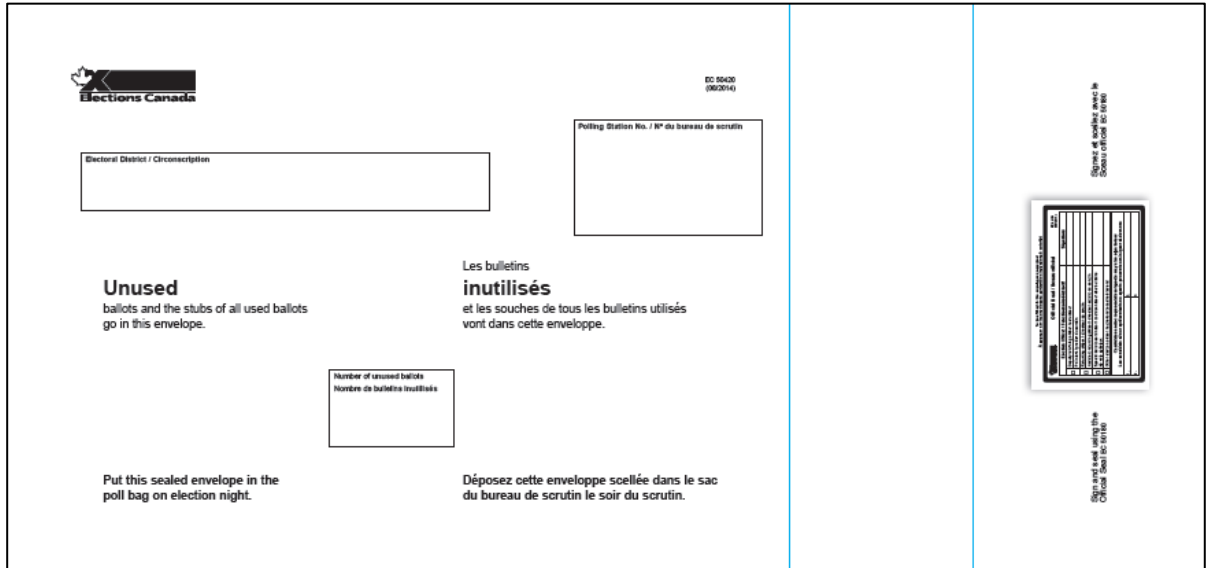 Elections Canada
EC 50420
(06/2014)
Polling Station No. / Nº du bureau de scrutin
Electoral District / Circonscription
Unused
ballots and the stubs of all used ballots
go in this envelope.
Les bulletins
inutilisés
et les souches de tous les bulletins utilisés
vont dans cette enveloppe.
Number of unused ballots
Nombre de bulletins inutilisés
Put this sealed envelope in the
poll bag on election night.
Déposez cette enveloppe scellée dans le sac
du bureau de scrutin le soir du scrutin.
Signez et scellez avec le
Sceau officiel EC 50180
Sign and seal using the
Official Seal EC 50180